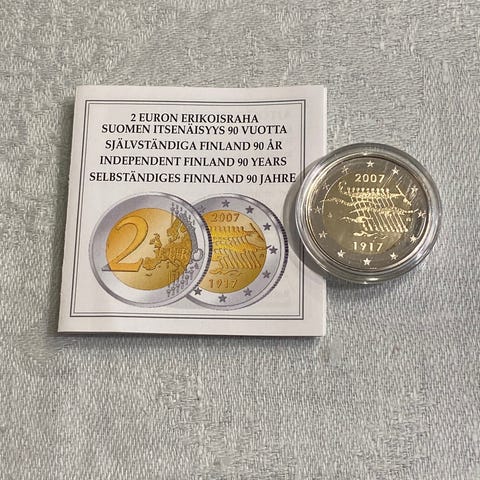 2 EURON ERIKOISRAHA
SUOMEN ITSENÄISYYS 90 VUOTTA
SJÄLVSTÄNDIGA FINLAND 90 ÅR
INDEPENDENT FINLAND 90 YEARS
SELBSTÄNDIGES FINNLAND 90 JAHRE
2
2007
1917
2007
1917